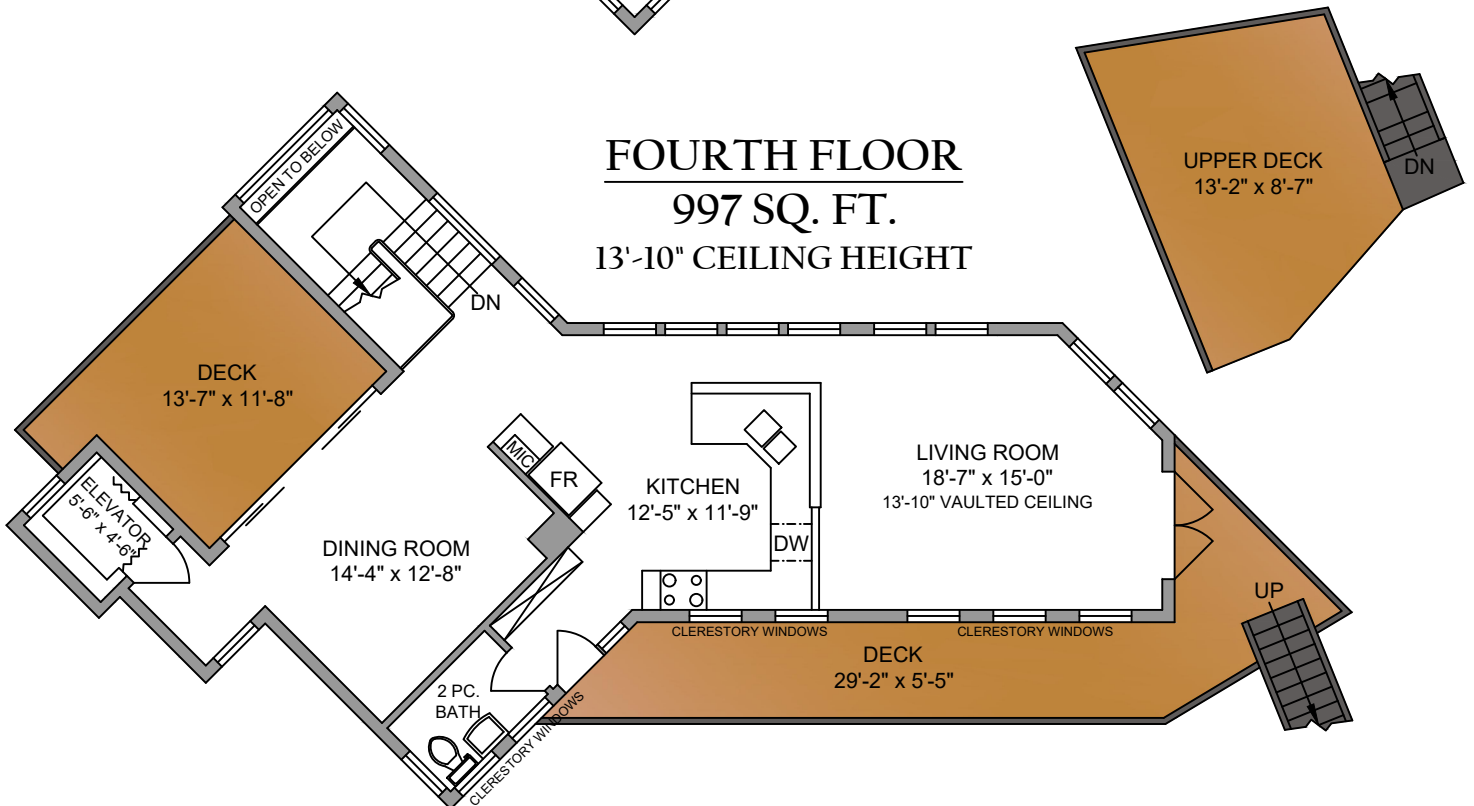 FOURTH FLOOR
997 SQ. FT.
13'-10" CEILING HEIGHT
UPPER DECK
13'-2" x 8'-7"
DN
OPEN TO BELOW
DN
DECK
13'-7" x 11'-8"
ELEVATOR
5'-6" x 4'-6"
DINING ROOM
14'-4" x 12'-8"
MIC
FR
KITCHEN
12'-5" x 11'-9"
DW
LIVING ROOM
18'-7" x 15'-0"
13'-10" VAULTED CEILING
UP
CLERESTORY WINDOWS
CLERESTORY WINDOWS
DECK
29'-2" x 5'-5"
2 PC.
BATH
CLERESTORY WINDOWS